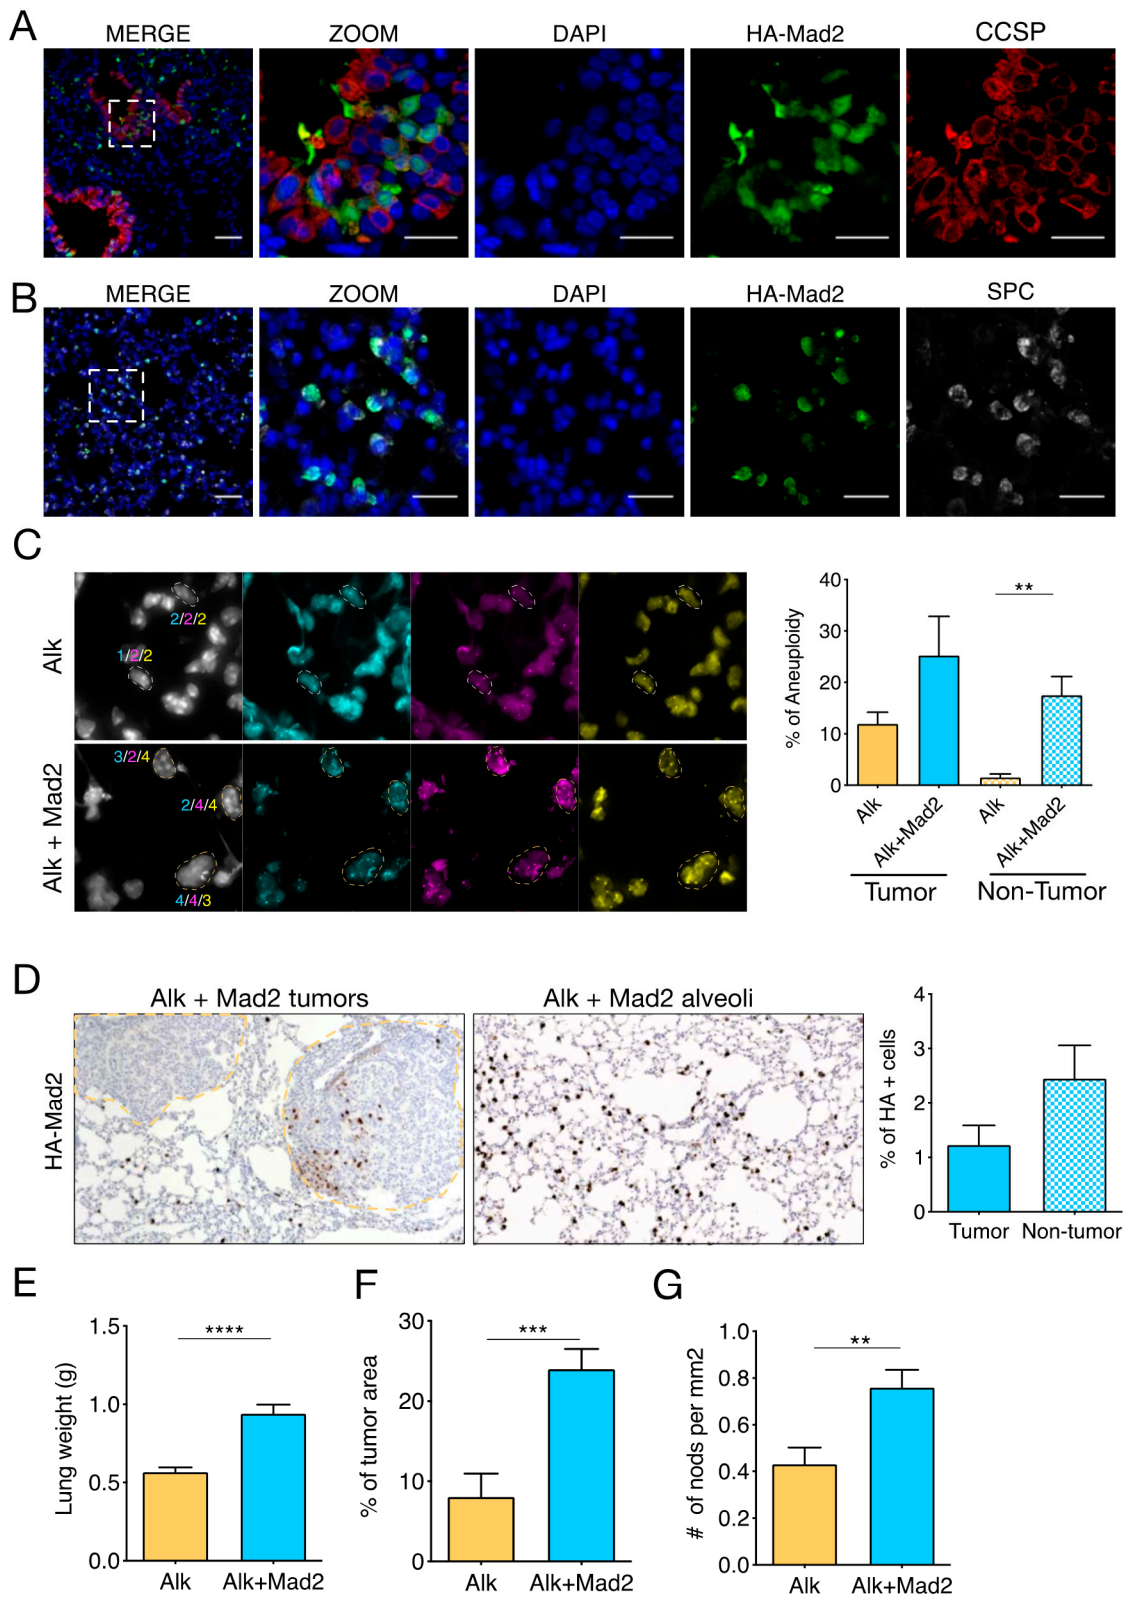 A
MERGE ZOOM DAPI HA-Mad2 CCSP
B
MERGE ZOOM DAPI HA-Mad2 SPC
C
Alk
2/2/2
1/2/2
Alk + Mad2
3/2/4
2/4/4
4/4/3
% of Aneuploidy
40
30
20
10
0
**
Alk Alk+Mad2 Alk Alk+Mad2
Tumor Non-Tumor
D
Alk + Mad2 tumors Alk + Mad2 alveoli
HA-Mad2
% of HA + cells
4
3
2
1
0
Tumor Non-tumor
E
Lung weight (g)
1.5
1.0
0.5
0.0
****
Alk Alk+Mad2
F
% of tumor area
30
20
10
0
***
Alk Alk+Mad2
G
# of nods per mm2
1.0
0.8
0.6
0.4
0.2
0.0
**
Alk Alk+Mad2